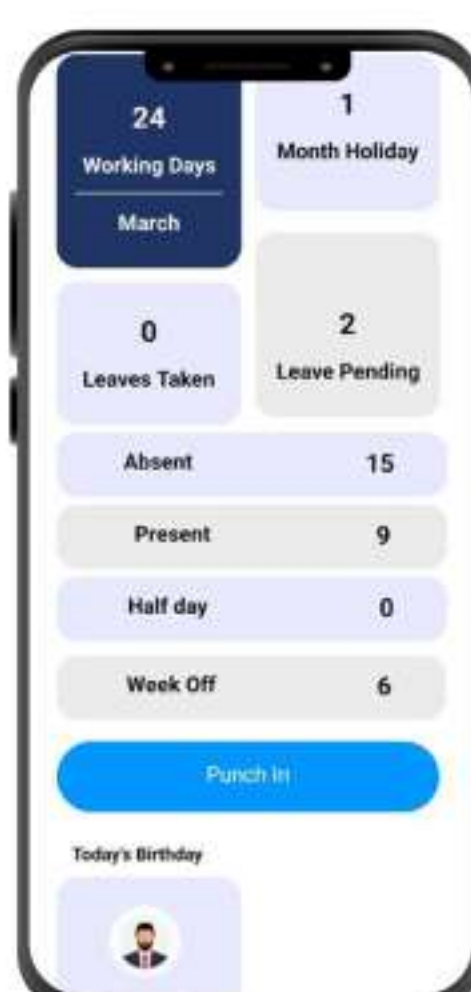 24
Working Days
March
1
Month Holiday
0
Leaves Taken
2
Leave Pending
Absent 15
Present 9
Half day 0
Week Off 6
Punch In
Today's Birthday